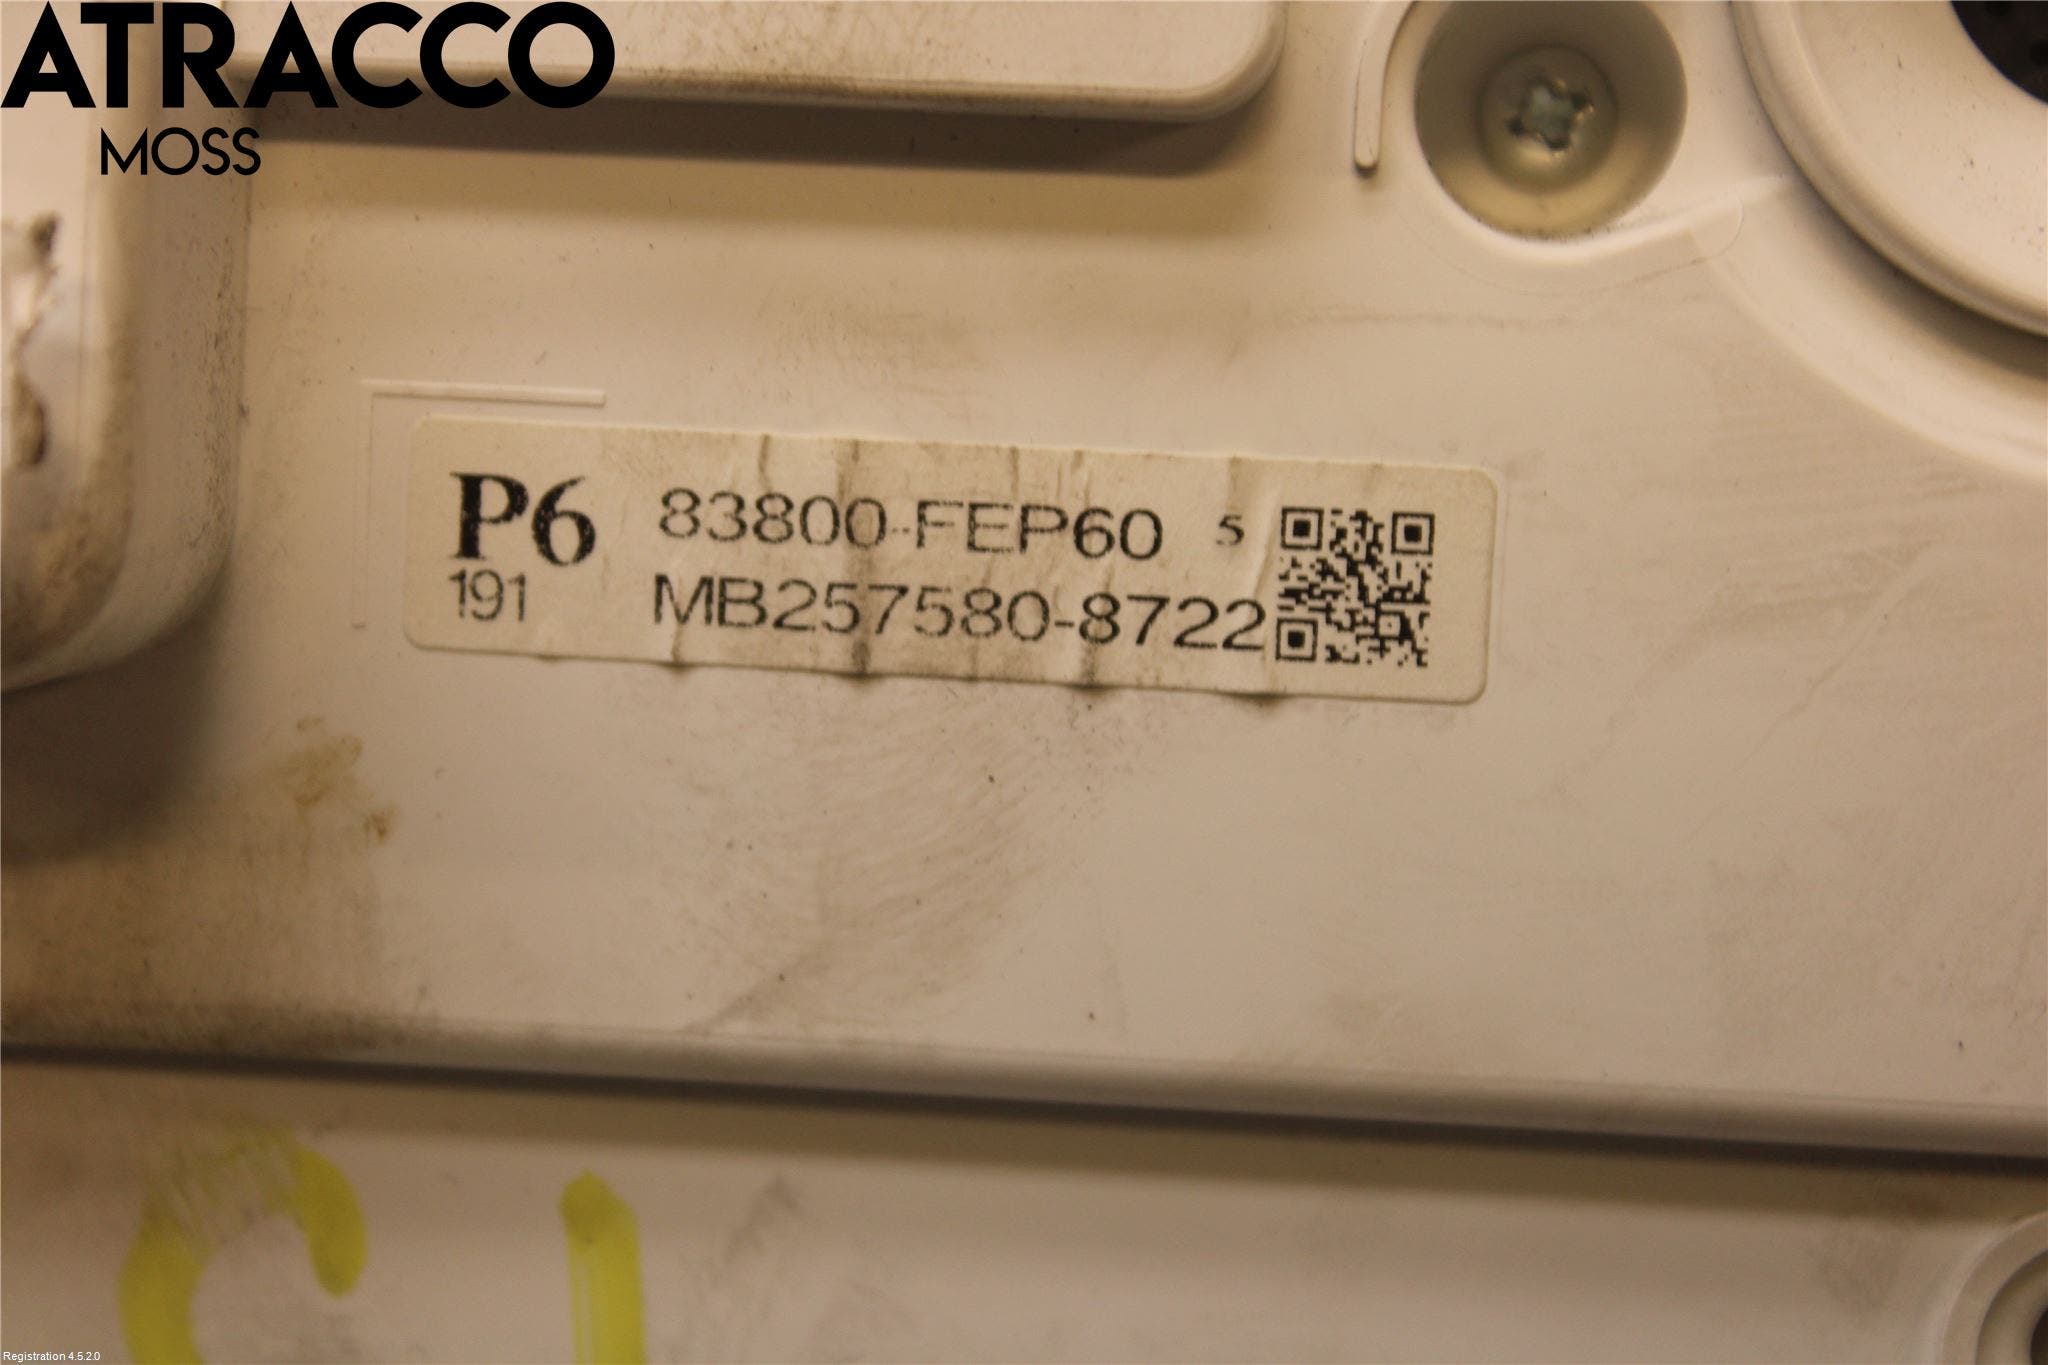 ATRACCO
MOSS
P6 83800-FEP60 5
191 MB257580-8722
Registration 4.5.2.0